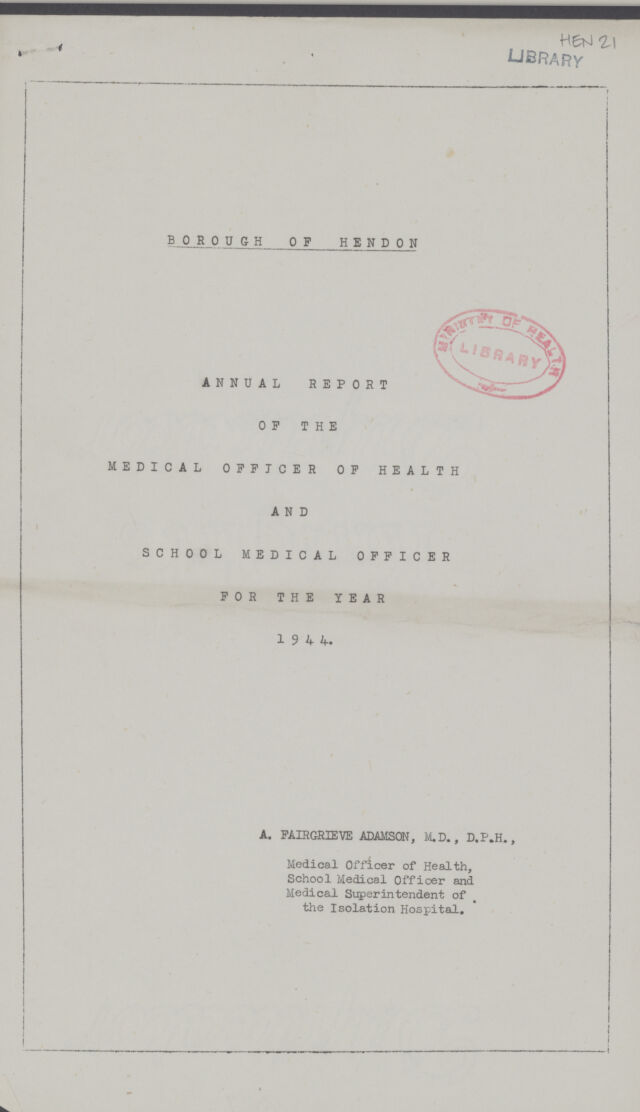 HEN 21
LIBRARY
BOROUGH OF HENDON
MINISTRY OF HEALTH
LIBRARY
ANNUAL REPORT
OF THE
MEDICAL OFFICER OF HEALTH
AND
SCHOOL MEDICAL OFFICER
FOR THE YEAR
1944.
A. FAIRGRIEVE ADAMSON, M.D., D.P.H.,
Medical Officer of Health,
School Medical Officer and
Medical Superintendent of
the Isolation Hospital.